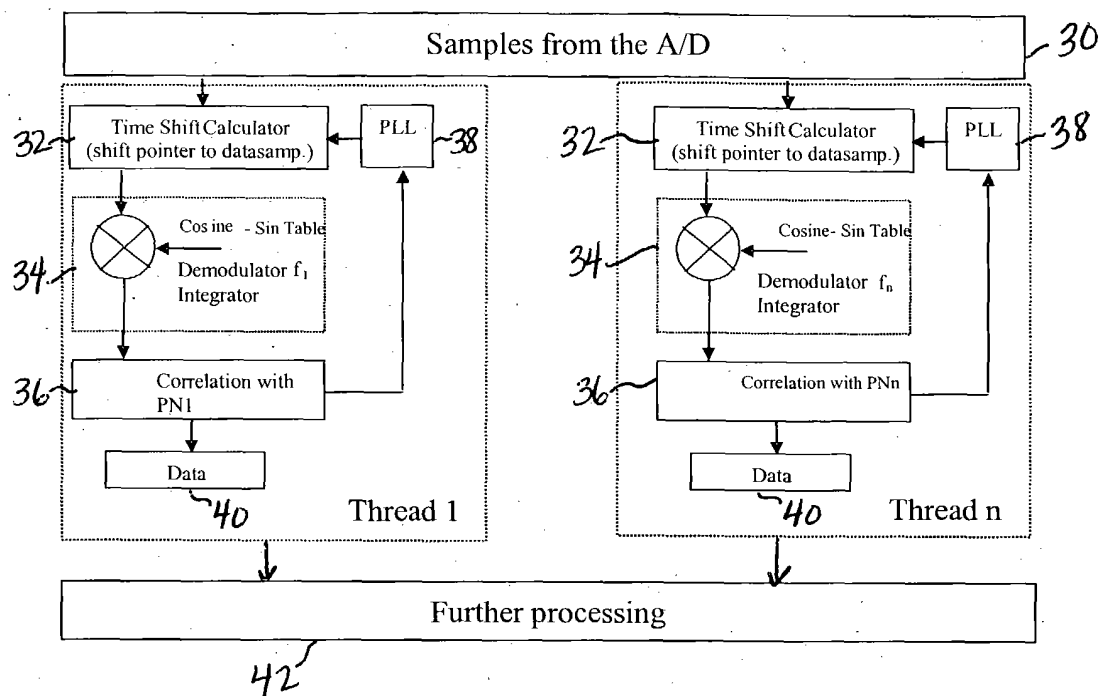 Samples from the A/D
30
32
Time Shift Calculator
(shift pointer to datasamp.)
PLL
38
34
Cosine - Sin Table
Demodulator f1
Integrator
36
Correlation with
PN1
Data
40
Thread 1
32
Time Shift Calculator
(shift pointer to datasamp.)
PLL
38
34
Cosine- Sin Table
Demodulator fn
Integrator
36
Correlation with PNn
Data
40
Thread n
Further processing
42